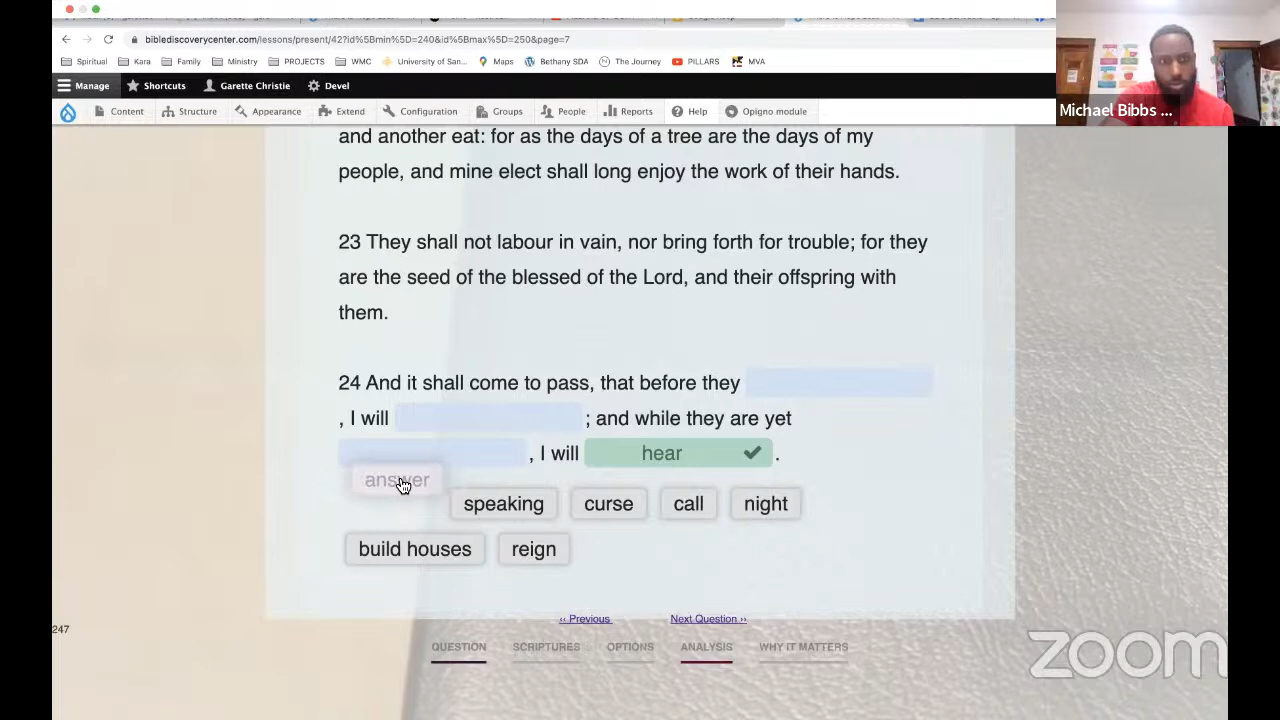 biblediscoverycenter.com/lessons/present/42?id%5Bmin%5D=240&id%5Bmax%5D=250&page=7
Spiritual Kara Family Ministry PROJECTS WMC University of San... Maps Bethany SDA The Journey PILLARS MVA
Manage Shortcuts Garette Christie Devel
Content Structure Appearance Extend Configuration Groups People Reports Help Opigno module
Michael Bibbs ...
and another eat: for as the days of a tree are the days of my
people, and mine elect shall long enjoy the work of their hands.
23 They shall not labour in vain, nor bring forth for trouble; for they
are the seed of the blessed of the Lord, and their offspring with
them.
24 And it shall come to pass, that before they
, I will ; and while they are yet
, I will hear .
answer
speaking curse call night
build houses reign
‹‹ Previous Next Question ››
247
QUESTION SCRIPTURES OPTIONS ANALYSIS WHY IT MATTERS
zoom